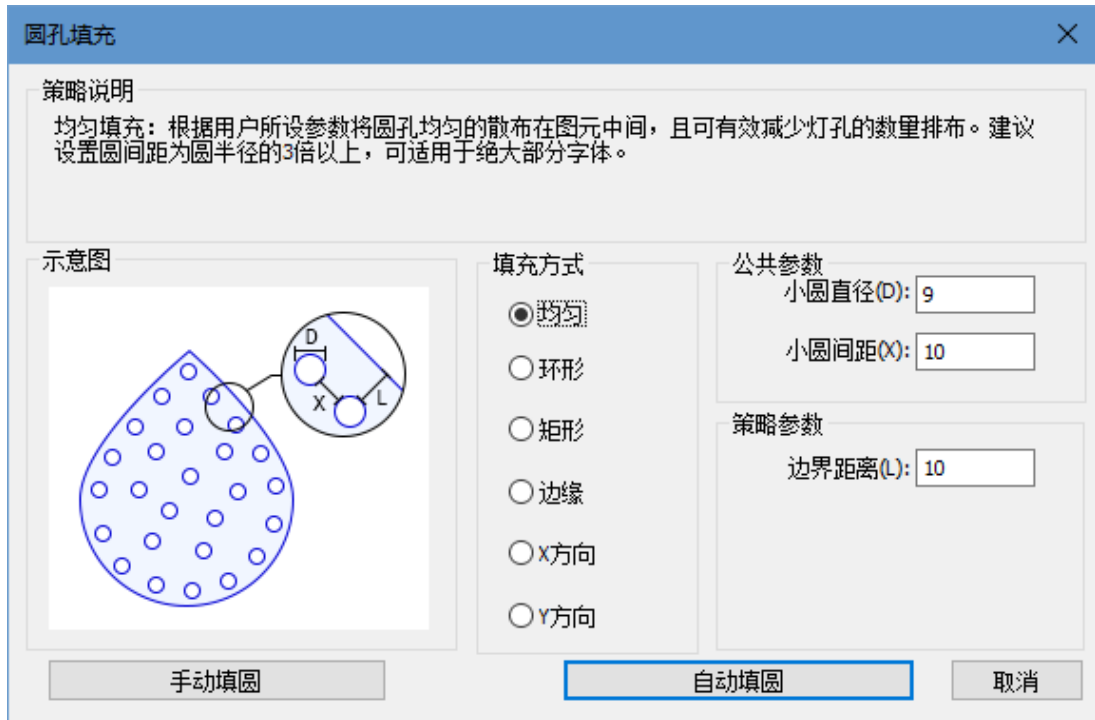 圆孔填充
策略说明
均匀填充：根据用户所设参数将圆孔均匀的散布在图元中间，且可有效减少灯孔的数量排布。建议
设置圆间距为圆半径的3倍以上，可适用于绝大部分字体。
示意图
D
X
L
填充方式
均匀
环形
矩形
边缘
X方向
Y方向
公共参数
小圆直径(D): 9
小圆间距(X): 10
策略参数
边界距离(L): 10
手动填圆
自动填圆
取消